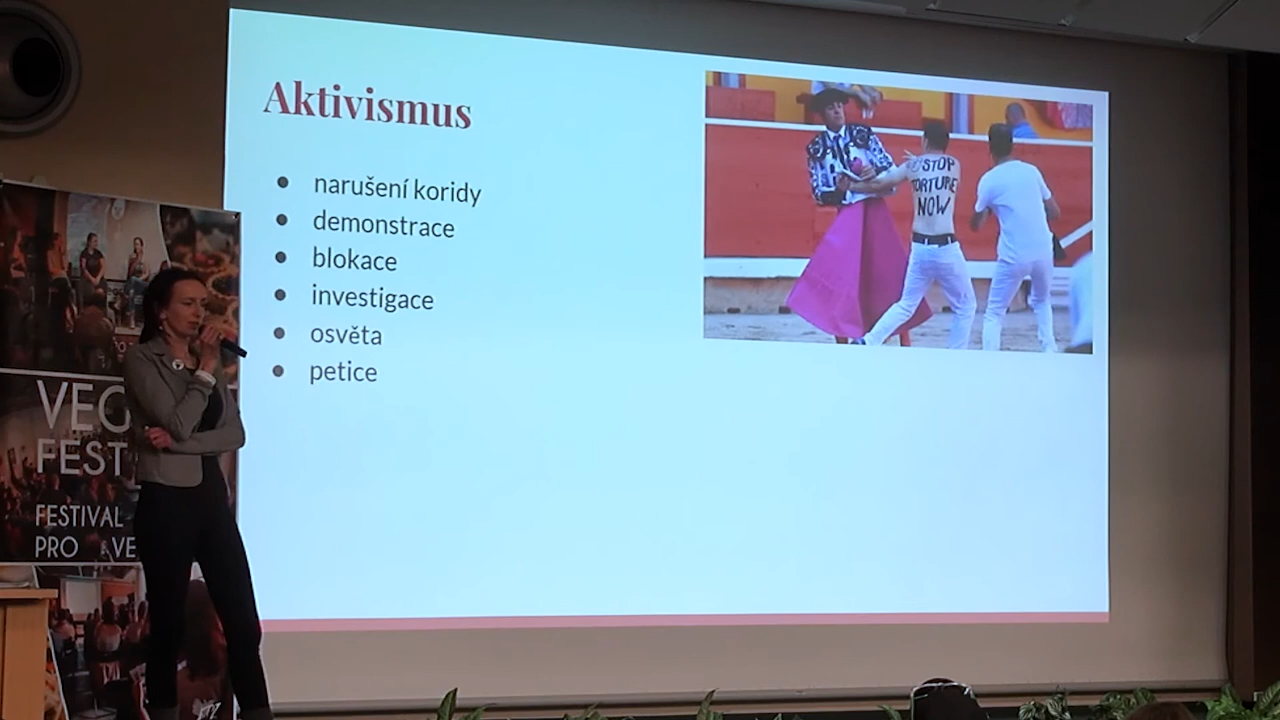 Aktivismus
narušení koridy
demonstrace
blokace
investigace
osvěta
petice
STOP
TORTURE
NOW
VEG
FEST
FESTIVAL
PRO VE